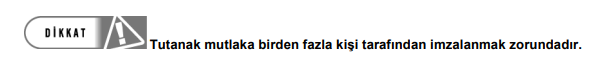 DİKKAT
Tutanak mutlaka birden fazla kişi tarafından imzalanmak zorundadır.